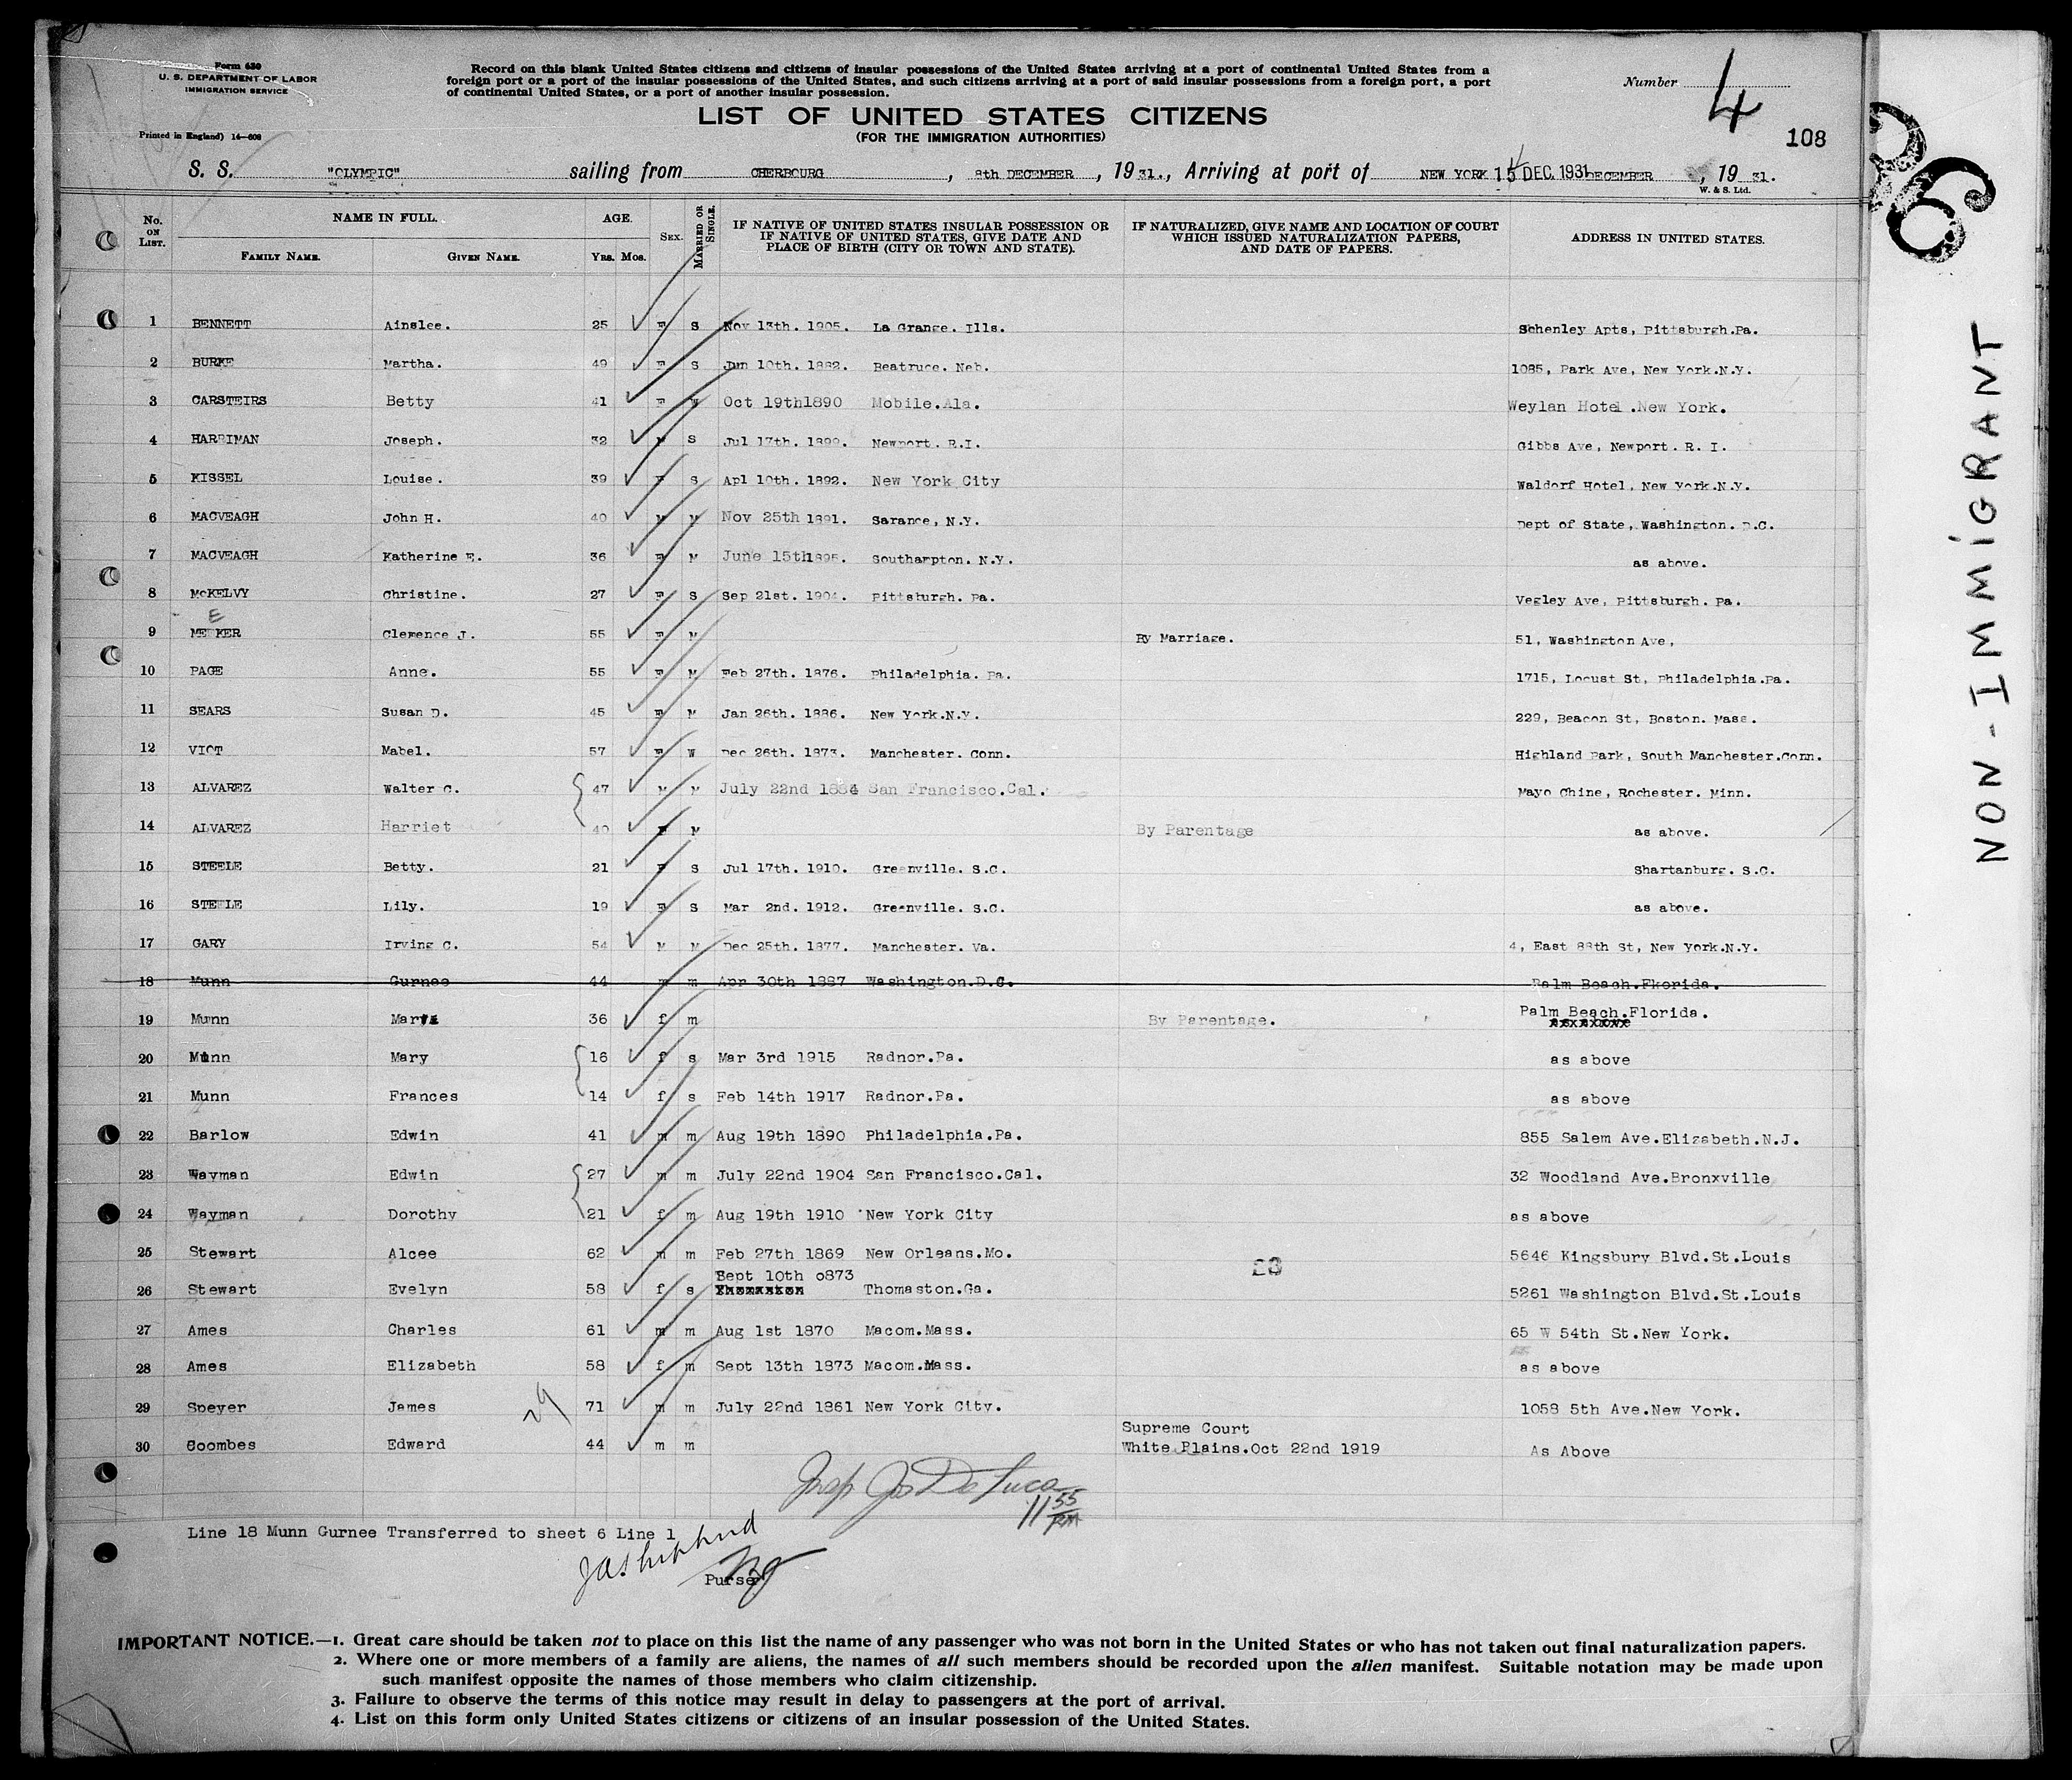 Form 630
U. S. DEPARTMENT OF LABOR
IMMIGRATION SERVICE
Printed in England) 14—608
Record on this blank United States citizens and citizens of insular possessions of the United States arriving at a port of continental United States from a
foreign port or a port of the insular possessions of the United States, and such citizens arriving at a port of said insular possessions from a foreign port, a port
of continental United States, or a port of another insular possession.
Number 4
LIST OF UNITED STATES CITIZENS
(FOR THE IMMIGRATION AUTHORITIES)
108
S. S. "OLYMPIC" sailing from CHERBOURG, 8th DECEMBER, 19 31., Arriving at port of NEW YORK 15 DEC. 1931 DECEMBER, 19 31.
W. & S. Ltd.
No. ON LIST. NAME IN FULL. FAMILY NAME. GIVEN NAME. AGE. YRS. MOS. SEX. MARRIED OR SINGLE. IF NATIVE OF UNITED STATES INSULAR POSSESSION OR IF NATIVE OF UNITED STATES, GIVE DATE AND PLACE OF BIRTH (CITY OR TOWN AND STATE). IF NATURALIZED, GIVE NAME AND LOCATION OF COURT WHICH ISSUED NATURALIZATION PAPERS, AND DATE OF PAPERS. ADDRESS IN UNITED STATES.
1 BENNETT Ainslee. 25 F S Nov 13th. 1905. La Grange. Ills. Schenley Apts, Pittsburgh.Pa.
2 BURKE Martha. 49 F S Jun 10th. 1882. Beatruce. Neb. 1085, Park Ave, New York.N.Y.
3 CARSTEIRS Betty 41 F Oct 19th1890 Mobile.Ala. Weylan Hotel .New York.
4 HARRIMAN Joseph. 32 M S Jul 17th. 1899. Newport. R.I. Gibbs Ave, Newport. R. I.
5 KISSEL Louise. 39 F S Apl 10th. 1892. New York City Waldorf Hotel, New York.N.Y.
6 MACVEAGH John H. 40 M M Nov 25th 1891. Sarance, N.Y. Dept of State, Washington. D.C.
7 MACVEAGH Katherine E. 36 F M June 15th1895. Southampton. N.Y. as above.
8 McKELVY Christine. 27 F S Sep 21st. 1904. Pittsburgh. Pa. Vegley Ave, Pittsburgh. Pa.
E
9 MEEKER Clemence J. 55 F M By Marriage. 51, Washington Ave,
10 PAGE Anne. 55 F M Feb 27th. 1876. Philadelphia. Pa. 1715, Locust St, Philadelphia.Pa.
11 SEARS Susan D. 45 F M Jan 26th. 1886. New York.N.Y. 229, Beacon St, Boston. Mass.
12 VIOT Mabel. 57 F W Dec 26th. 1873. Manchester. Conn. Highland Park, South Manchester.Conn.
13 ALVAREZ Walter C. 47 M M July 22nd 1884 San Francisco.Cal. Mayo Chine, Rochester. Minn.
14 ALVAREZ Harriet 49 F M By Parentage as above.
15 STEELE Betty. 21 F S Jul 17th. 1910. Greenville. S.C. Shartanburg. S.C.
16 STEELE Lily. 19 F S Mar 2nd. 1912. Greenville. S.C. as above.
17 GARY Irving C. 54 M M Dec 25th. 1877. Manchester. Va. 4, East 88th St, New York.N.Y.
18 Munn Gurnee 44 m m Apr 30th 1887 Washington.D.C. Palm Beach.Fkorida.
19 Munn Marye 36 f m By Parentage. Palm Beach.Florida.
20 Munn Mary 16 f s Mar 3rd 1915 Radnor.Pa. as above
21 Munn Frances 14 f s Feb 14th 1917 Radnor.Pa. as above
22 Barlow Edwin 41 m m Aug 19th 1890 Philadelphia.Pa. 855 Salem Ave.Elizabeth.N.J.
23 Wayman Edwin 27 m m July 22nd 1904 San Francisco.Cal. 32 Woodland Ave.Bronxville
24 Wayman Dorothy 21 f m Aug 19th 1910 New York City as above
25 Stewart Alcee 62 m m Feb 27th 1869 New Orleans.Mo. 5646 Kingsbury Blvd.St.Louis
Sept 10th o873
26 Stewart Evelyn 58 f s Thomaston.Ga. 5261 Washington Blvd.St.Louis
27 Ames Charles 61 m m Aug 1st 1870 Macom.Mass. 65 W 54th St.New York.
28 Ames Elizabeth 58 f m Sept 13th 1873 Macom.Mass. as above
29 Speyer James 71 m m July 22nd 1861 New York City. 1058 5th Ave.New York.
29
Supreme Court
30 Coombes Edward 44 m m White Plains.Oct 22nd 1919 As Above
Insp Jos De Luca
11 55 PM
Line 18 Munn Gurnee Transferred to sheet 6 Line 1
Purser
IMPORTANT NOTICE.—1. Great care should be taken not to place on this list the name of any passenger who was not born in the United States or who has not taken out final naturalization papers.
2. Where one or more members of a family are aliens, the names of all such members should be recorded upon the alien manifest. Suitable notation may be made upon
such manifest opposite the names of those members who claim citizenship.
3. Failure to observe the terms of this notice may result in delay to passengers at the port of arrival.
4. List on this form only United States citizens or citizens of an insular possession of the United States.
NON-IMMIGRANT